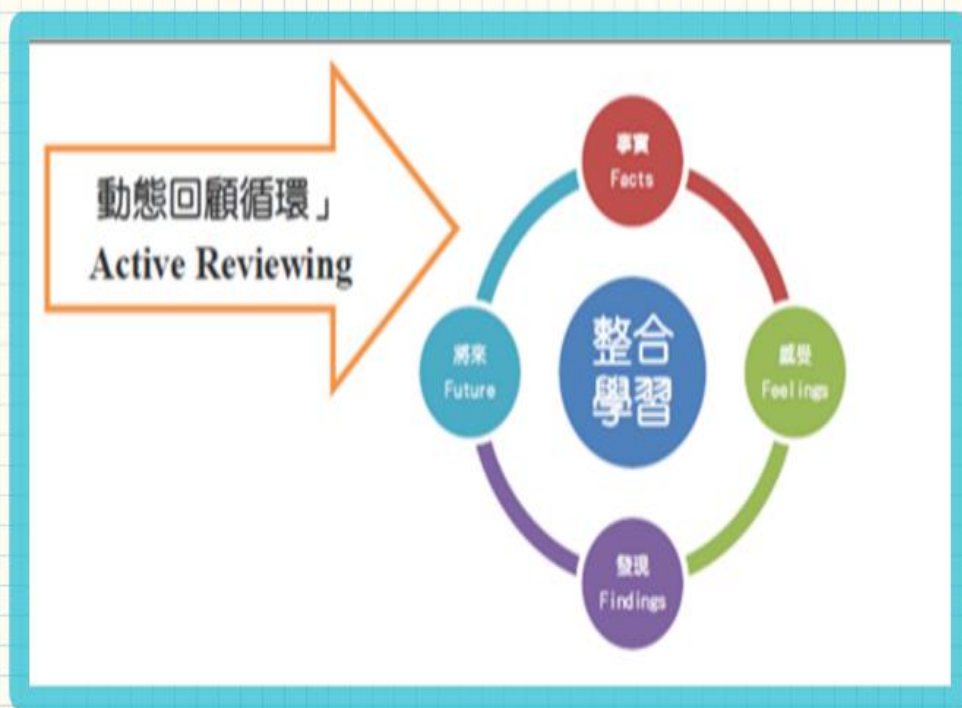 動態回顧循環」
Active Reviewing
事實
Facts
感受
Feelings
發現
Findings
將來
Future
整合
學習